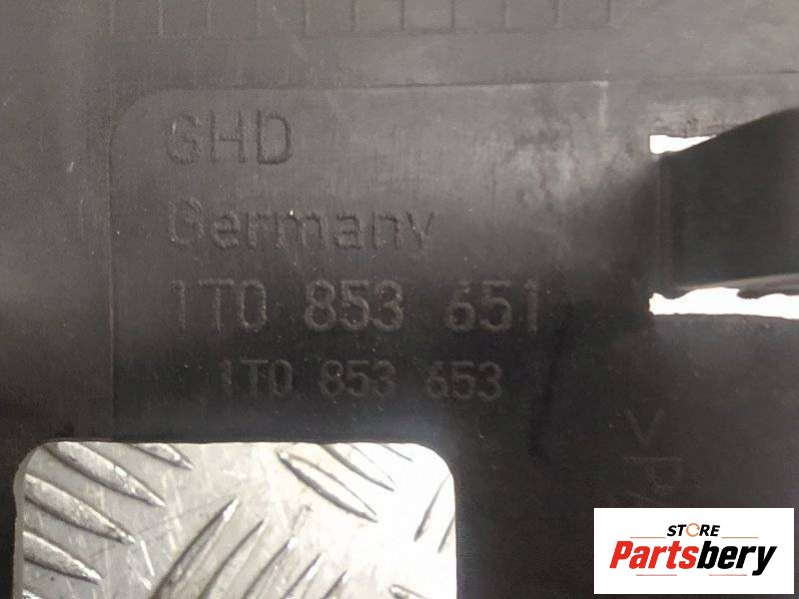 GHD
Germany
1T0 853 651
1T0 853 653
STORE
Partsbery